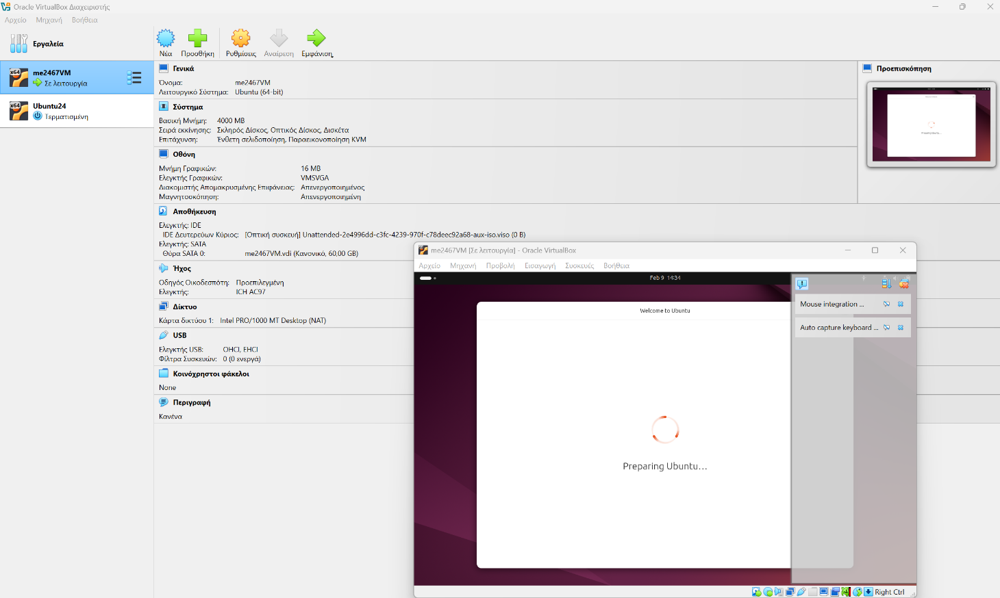 Oracle VirtualBox Διαχειριστής
Αρχείο Μηχανή Βοήθεια
Εργαλεία
Νέα Προσθήκη Ρυθμίσεις Αναίρεση Εμφάνιση
me2467VM
Σε λειτουργία
Ubuntu24
Τερματισμένη
Γενικά
Όνομα: me2467VM
Λειτουργικό Σύστημα: Ubuntu (64-bit)
Σύστημα
Βασική Μνήμη: 4000 MB
Σειρά εκκίνησης: Σκληρός Δίσκος, Οπτικός Δίσκος, Δισκέτα
Επιτάχυνση: Ένθετη σελιδοποίηση, Παραεικονοποίηση KVM
Οθόνη
Μνήμη Γραφικών: 16 MB
Ελεγκτής Γραφικών: VMSVGA
Διακομιστής Απομακρυσμένης Επιφάνειας: Απενεργοποιημένος
Μαγνητοσκόπηση: Απενεργοποιημένη
Αποθήκευση
Ελεγκτής: IDE
IDE Δευτερεύων Κύριος: [Οπτική συσκευή] Unattended-2e4996dd-c3fc-4239-970f-c78deec92a68-aux-iso.viso (0 B)
Ελεγκτής: SATA
Θύρα SATA 0: me2467VM.vdi (Κανονικό, 60,00 GB)
Ήχος
Οδηγός Οικοδεσπότη: Προεπιλεγμένη
Ελεγκτής: ICH AC97
Δίκτυο
Κάρτα δικτύου 1: Intel PRO/1000 MT Desktop (NAT)
USB
Ελεγκτής USB: OHCI, EHCI
Φίλτρα Συσκευών: 0 (0 ενεργά)
Κοινόχρηστοι φάκελοι
None
Περιγραφή
Κανένα
Προεπισκόπηση
me2467VM [Σε λειτουργία] - Oracle VirtualBox
Αρχείο Μηχανή Προβολή Εισαγωγή Συσκευές Βοήθεια
Feb 9 14:34
Welcome to Ubuntu
Preparing Ubuntu…
Mouse integration ...
Auto capture keyboard ...
Right Ctrl